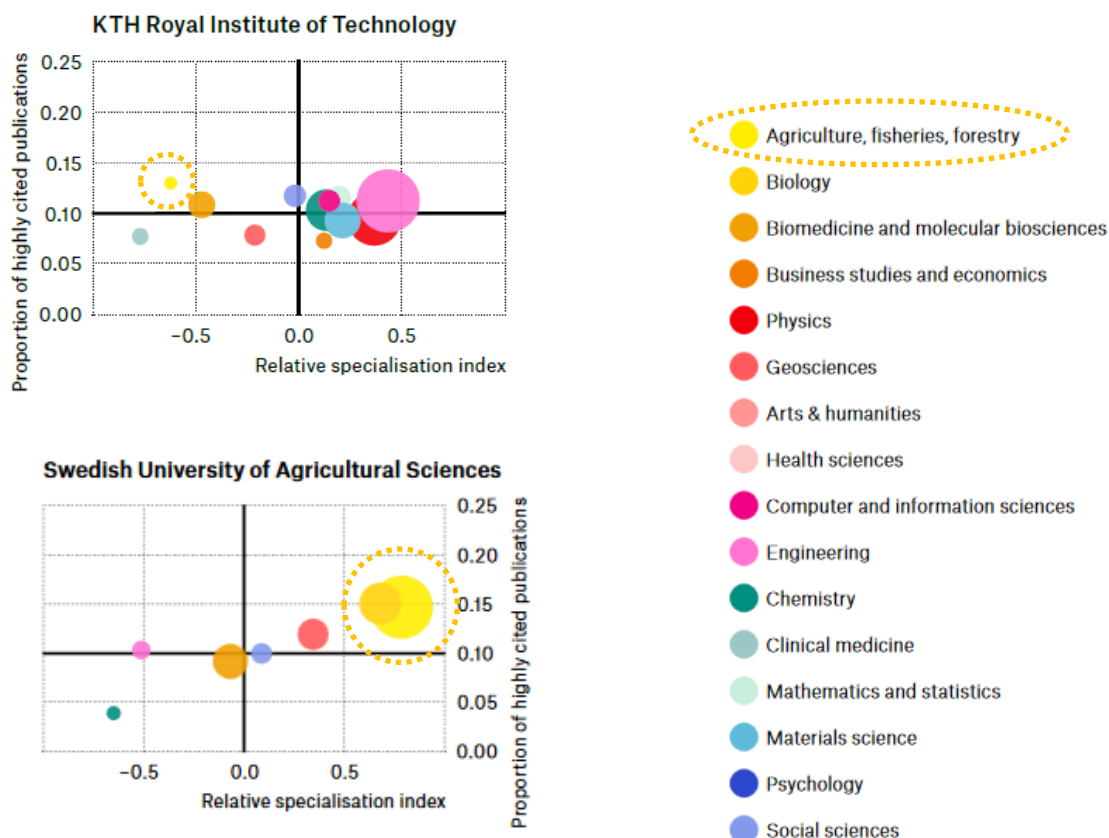 KTH Royal Institute of Technology
Proportion of highly cited publications
0.25
0.20
0.15
0.10
0.05
0.00
−0.5
0.0
0.5
Relative specialisation index
Swedish University of Agricultural Sciences
0.25
0.20
0.15
0.10
0.05
0.00
Proportion of highly cited publications
−0.5
0.0
0.5
Relative specialisation index
Agriculture, fisheries, forestry
Biology
Biomedicine and molecular biosciences
Business studies and economics
Physics
Geosciences
Arts & humanities
Health sciences
Computer and information sciences
Engineering
Chemistry
Clinical medicine
Mathematics and statistics
Materials science
Psychology
Social sciences